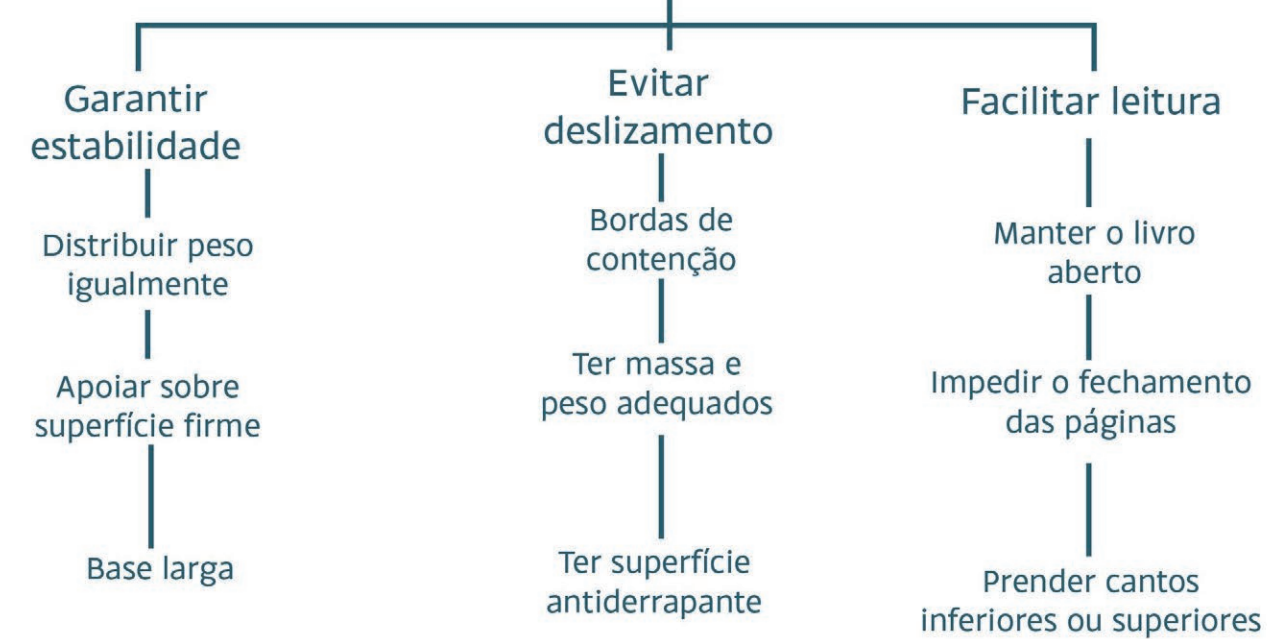 Garantir
estabilidade
Distribuir peso
igualmente
Apoiar sobre
superfície firme
Base larga
Evitar
deslizamento
Bordas de
contenção
Ter massa e
peso adequados
Ter superfície
antiderrapante
Facilitar leitura
Manter o livro
aberto
Impedir o fechamento
das páginas
Prender cantos
inferiores ou superiores